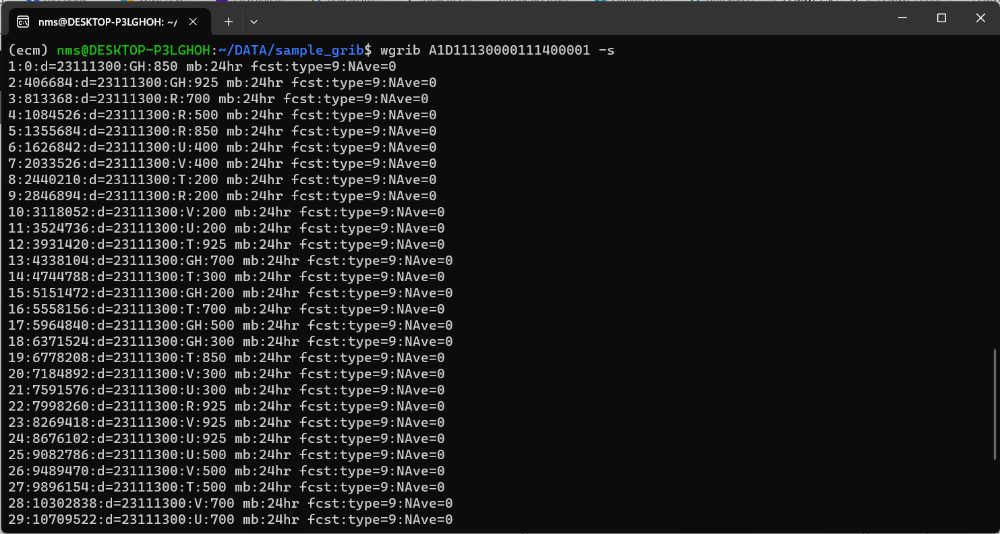 nms@DESKTOP-P3LGHOH: ~/
(ecm) nms@DESKTOP-P3LGHOH:~/DATA/sample_grib$ wgrib A1D11130000111400001 -s
1:0:d=23111300:GH:850 mb:24hr fcst:type=9:NAve=0
2:406684:d=23111300:GH:925 mb:24hr fcst:type=9:NAve=0
3:813368:d=23111300:R:700 mb:24hr fcst:type=9:NAve=0
4:1084526:d=23111300:R:500 mb:24hr fcst:type=9:NAve=0
5:1355684:d=23111300:R:850 mb:24hr fcst:type=9:NAve=0
6:1626842:d=23111300:U:400 mb:24hr fcst:type=9:NAve=0
7:2033526:d=23111300:V:400 mb:24hr fcst:type=9:NAve=0
8:2440210:d=23111300:T:200 mb:24hr fcst:type=9:NAve=0
9:2846894:d=23111300:R:200 mb:24hr fcst:type=9:NAve=0
10:3118052:d=23111300:V:200 mb:24hr fcst:type=9:NAve=0
11:3524736:d=23111300:U:200 mb:24hr fcst:type=9:NAve=0
12:3931420:d=23111300:T:925 mb:24hr fcst:type=9:NAve=0
13:4338104:d=23111300:GH:700 mb:24hr fcst:type=9:NAve=0
14:4744788:d=23111300:T:300 mb:24hr fcst:type=9:NAve=0
15:5151472:d=23111300:GH:200 mb:24hr fcst:type=9:NAve=0
16:5558156:d=23111300:T:700 mb:24hr fcst:type=9:NAve=0
17:5964840:d=23111300:GH:500 mb:24hr fcst:type=9:NAve=0
18:6371524:d=23111300:GH:300 mb:24hr fcst:type=9:NAve=0
19:6778208:d=23111300:T:850 mb:24hr fcst:type=9:NAve=0
20:7184892:d=23111300:V:300 mb:24hr fcst:type=9:NAve=0
21:7591576:d=23111300:U:300 mb:24hr fcst:type=9:NAve=0
22:7998260:d=23111300:R:925 mb:24hr fcst:type=9:NAve=0
23:8269418:d=23111300:V:925 mb:24hr fcst:type=9:NAve=0
24:8676102:d=23111300:U:925 mb:24hr fcst:type=9:NAve=0
25:9082786:d=23111300:U:500 mb:24hr fcst:type=9:NAve=0
26:9489470:d=23111300:V:500 mb:24hr fcst:type=9:NAve=0
27:9896154:d=23111300:T:500 mb:24hr fcst:type=9:NAve=0
28:10302838:d=23111300:V:700 mb:24hr fcst:type=9:NAve=0
29:10709522:d=23111300:U:700 mb:24hr fcst:type=9:NAve=0